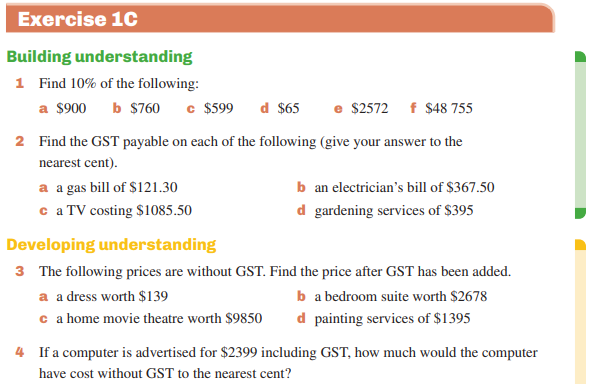 Exercise 1C
Building understanding
1 Find 10% of the following:
a $900 b $760 c $599 d $65 e $2572 f $48 755
2 Find the GST payable on each of the following (give your answer to the
nearest cent).
a a gas bill of $121.30 b an electrician's bill of $367.50
c a TV costing $1085.50 d gardening services of $395
Developing understanding
3 The following prices are without GST. Find the price after GST has been added.
a a dress worth $139 b a bedroom suite worth $2678
c a home movie theatre worth $9850 d painting services of $1395
4 If a computer is advertised for $2399 including GST, how much would the computer
have cost without GST to the nearest cent?